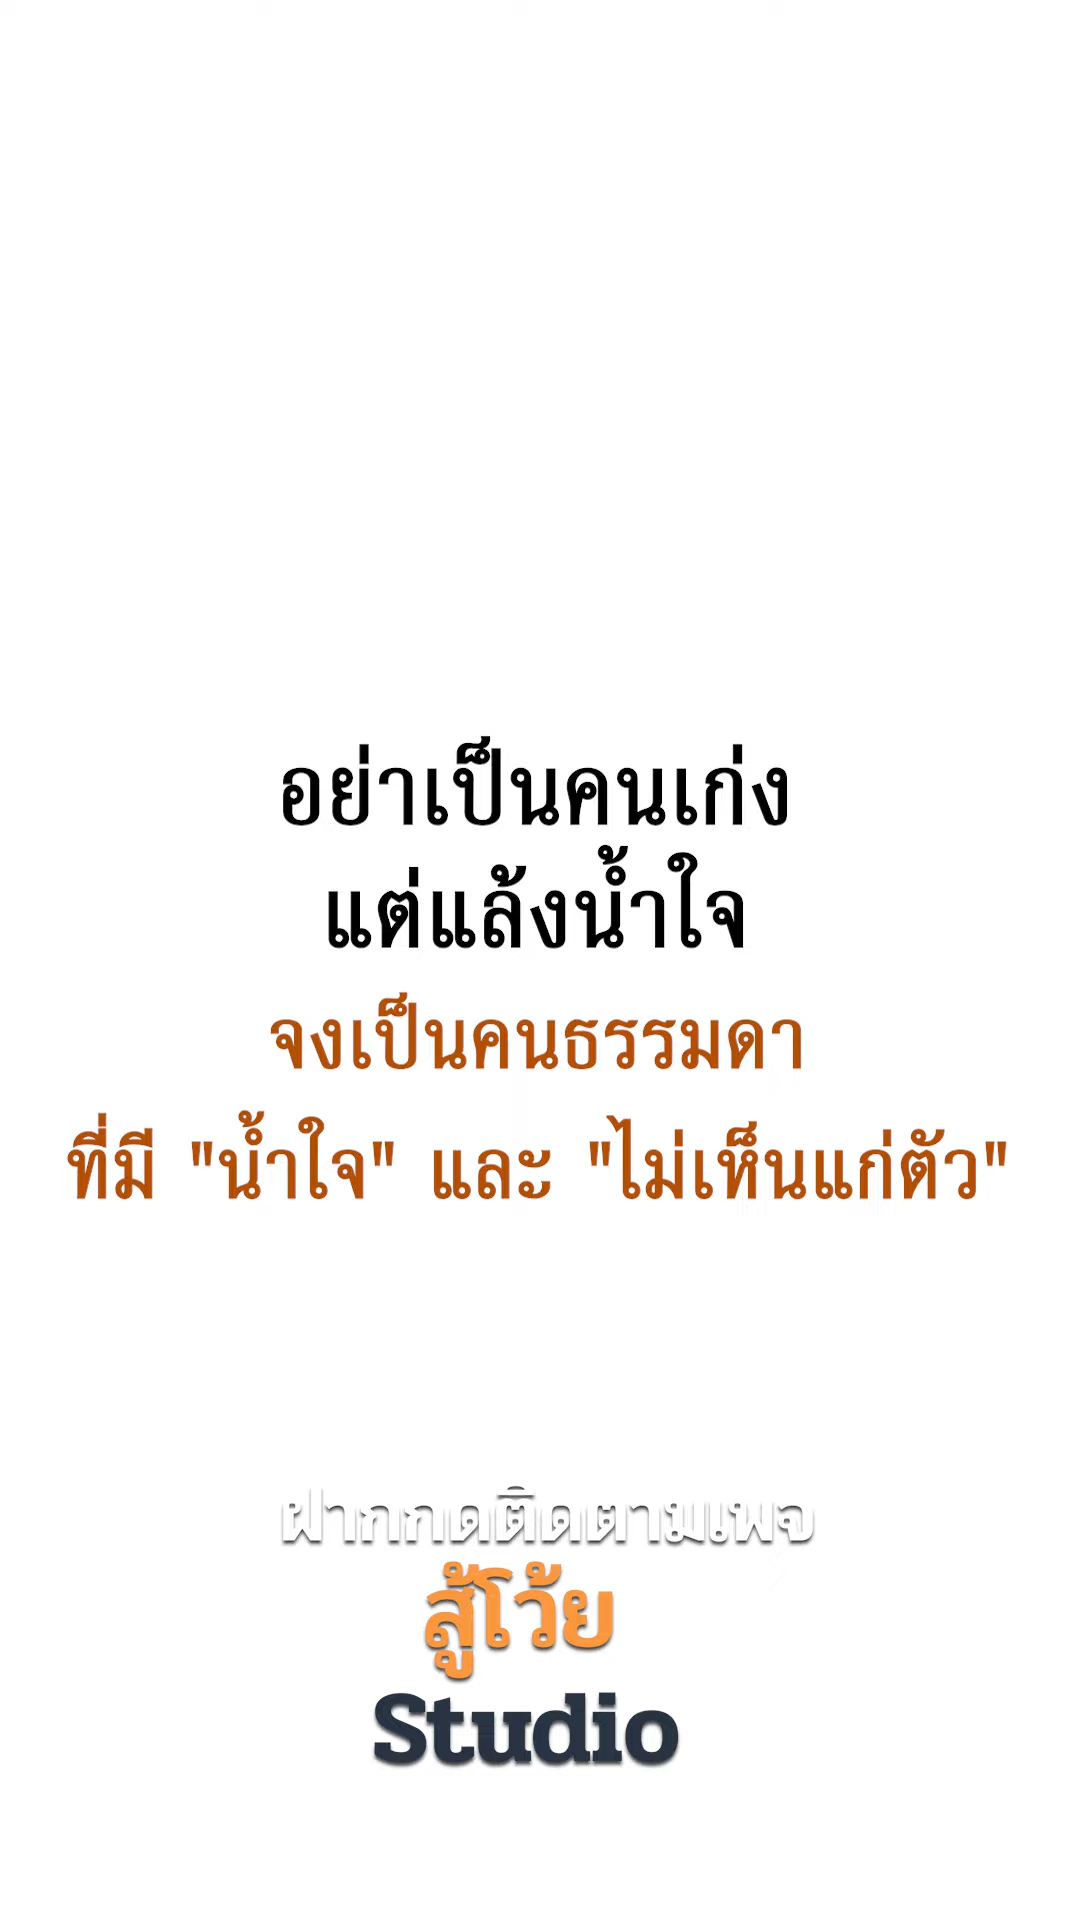 อย่าเป็นคนเก่ง
แต่แล้งน้ำใจ
จงเป็นคนธรรมดา
ที่มี "น้ำใจ" และ "ไม่เห็นแก่ตัว"
ฝากกดติดตามเพจ
สู้โว้ย
Studio